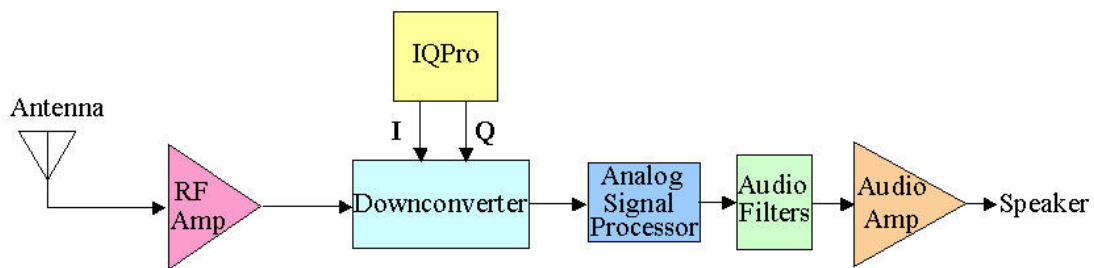 IQPro
Antenna
I
Q
RF
Amp
Downconverter
Analog
Signal
Processor
Audio
Filters
Audio
Amp
Speaker